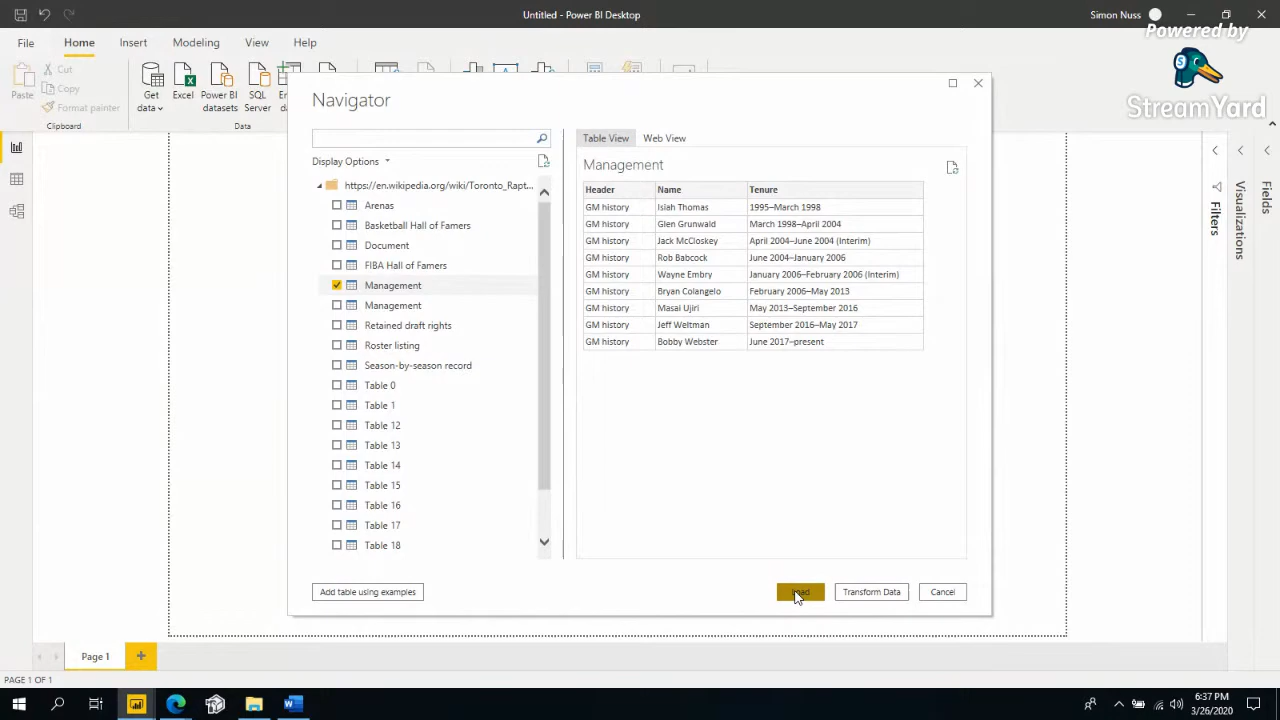 Untitled - Power BI Desktop
Simon Nuss
Powered by
StreamYard
File
Home
Insert
Modeling
View
Help
Paste
Cut
Copy
Format painter
Clipboard
Get
data
Excel
Power BI
datasets
SQL
Server
Data
Navigator
Display Options
https://en.wikipedia.org/wiki/Toronto_Rapt...
Arenas
Basketball Hall of Famers
Document
FIBA Hall of Famers
Management
Management
Retained draft rights
Roster listing
Season-by-season record
Table 0
Table 1
Table 12
Table 13
Table 14
Table 15
Table 16
Table 17
Table 18
Table View
Web View
Management
Header Name Tenure
GM history Isiah Thomas 1995–March 1998
GM history Glen Grunwald March 1998–April 2004
GM history Jack McCloskey April 2004–June 2004 (Interim)
GM history Rob Babcock June 2004–January 2006
GM history Wayne Embry January 2006–February 2006 (Interim)
GM history Bryan Colangelo February 2006–May 2013
GM history Masai Ujiri May 2013–September 2016
GM history Jeff Weltman September 2016–May 2017
GM history Bobby Webster June 2017–present
Add table using examples
Load
Transform Data
Cancel
Filters
Visualizations
Fields
Page 1
PAGE 1 OF 1
6:37 PM
3/26/2020